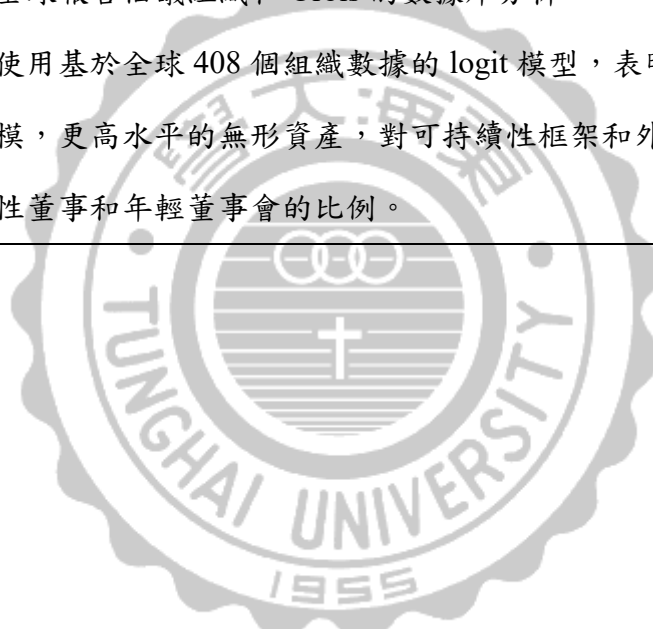 使用基於全球 408 個組織數據的 logit 模型，表
模，更高水平的無形資產，對可持續性框架和外
性董事和年輕董事會的比例。
TUNGHAI UNIVERSITY
1955